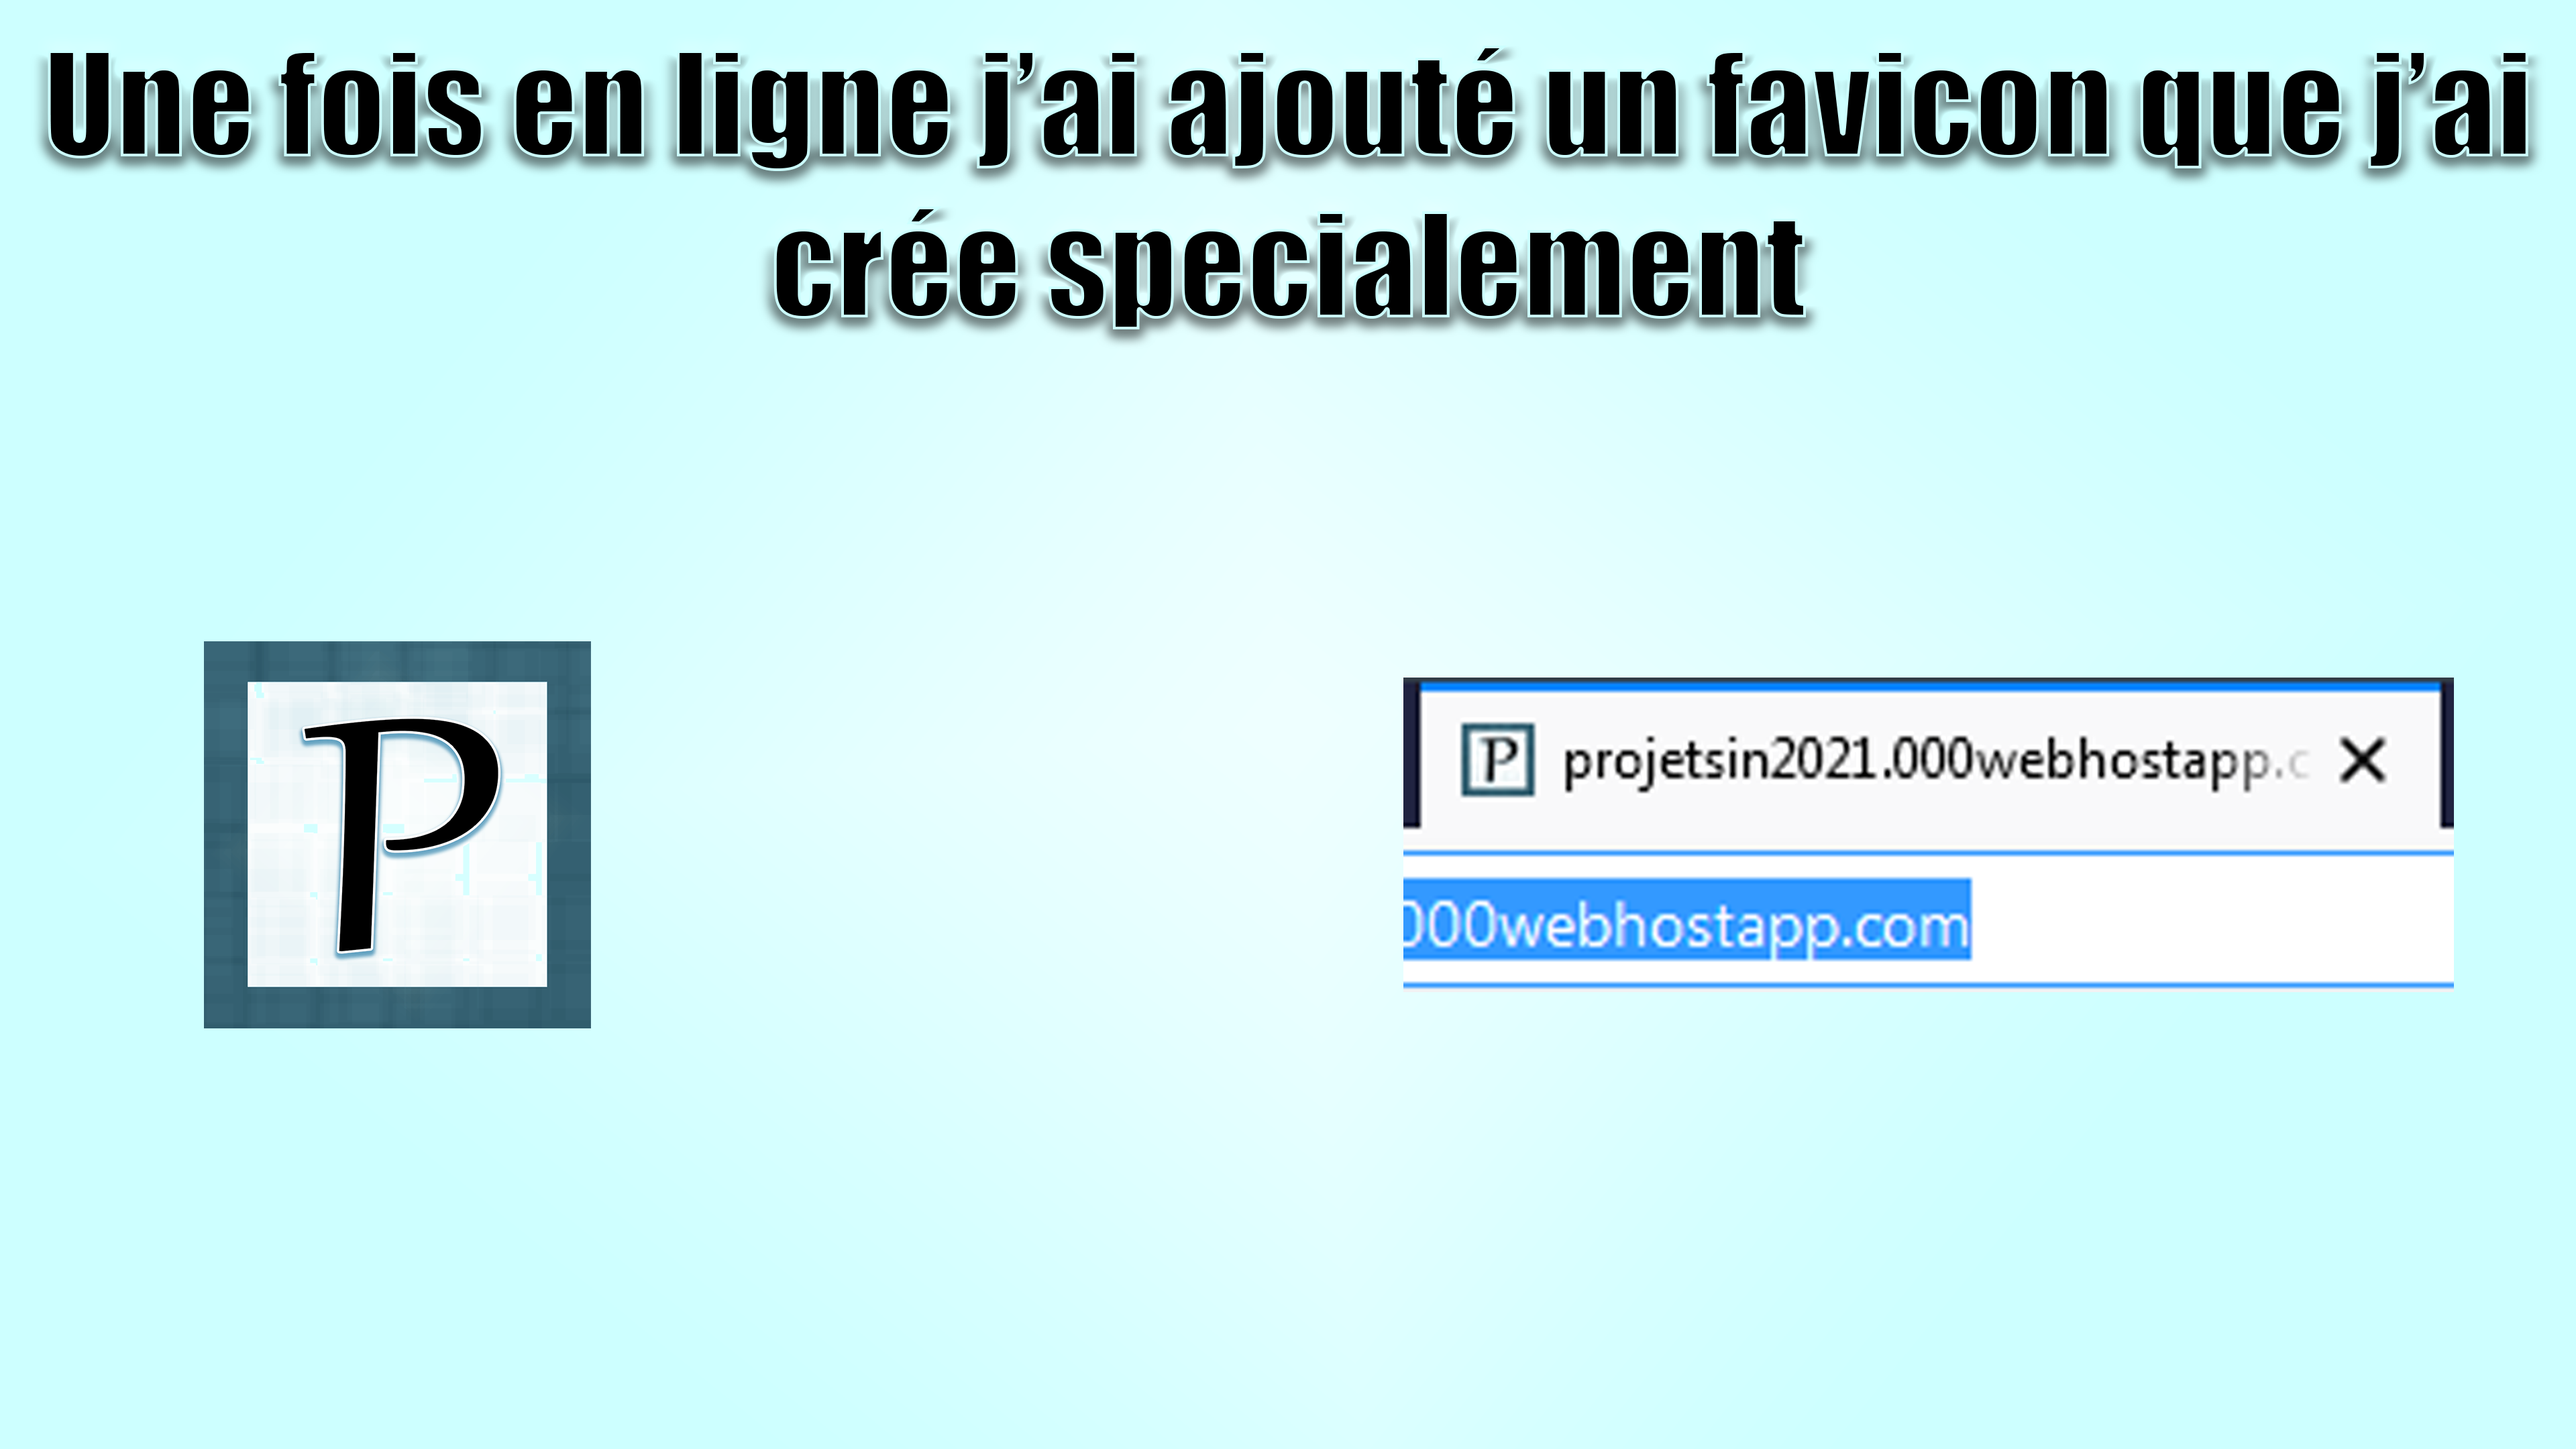 Une fois en ligne j’ai ajouté un favicon que j’ai
crée specialement
P
P projetsin2021.000webhostapp.c
000webhostapp.com